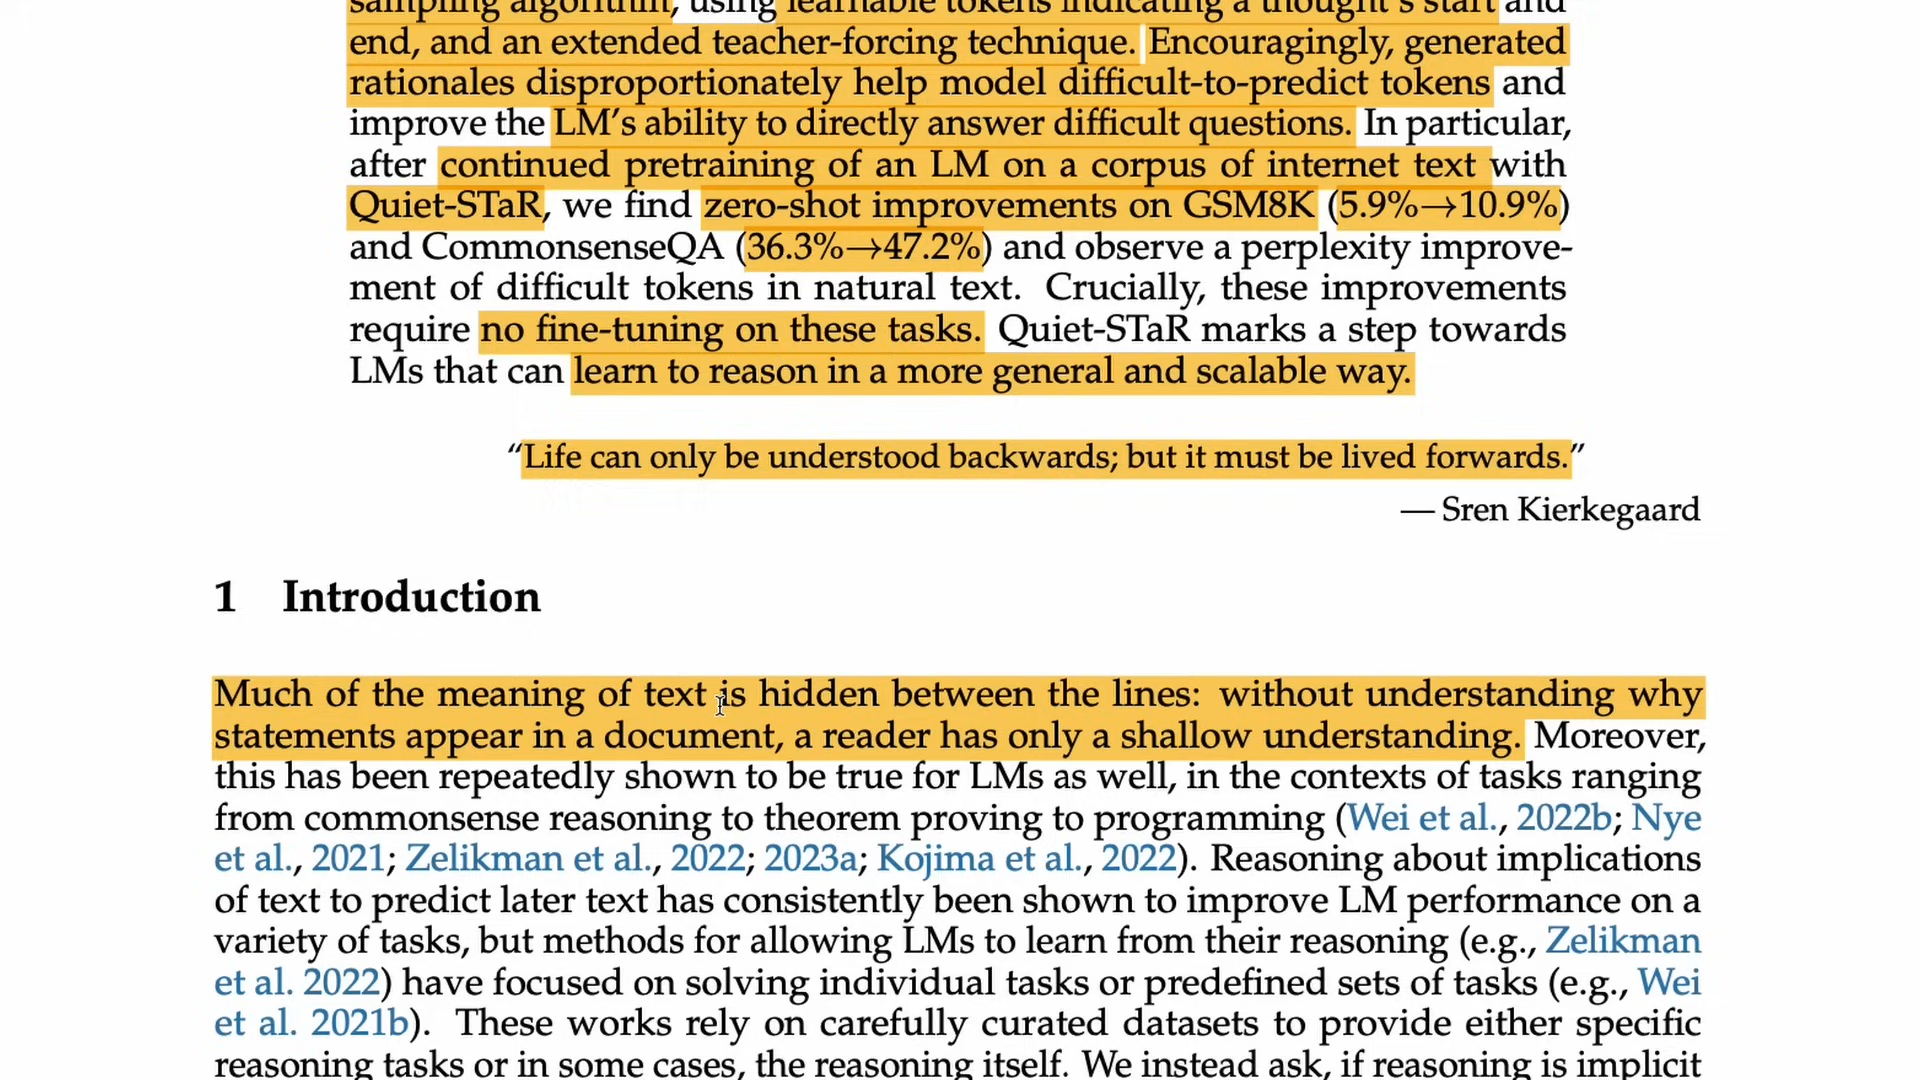 sampling algorithm, using learnable tokens indicating a thought's start and
end, and an extended teacher-forcing technique. Encouragingly, generated
rationales disproportionately help model difficult-to-predict tokens and
improve the LM's ability to directly answer difficult questions. In particular,
after continued pretraining of an LM on a corpus of internet text with
Quiet-STaR, we find zero-shot improvements on GSM8K (5.9%→10.9%)
and CommonsenseQA (36.3%→47.2%) and observe a perplexity improve-
ment of difficult tokens in natural text. Crucially, these improvements
require no fine-tuning on these tasks. Quiet-STaR marks a step towards
LMs that can learn to reason in a more general and scalable way.
“Life can only be understood backwards; but it must be lived forwards.”
— Sren Kierkegaard
1 Introduction
Much of the meaning of text is hidden between the lines: without understanding why
statements appear in a document, a reader has only a shallow understanding. Moreover,
this has been repeatedly shown to be true for LMs as well, in the contexts of tasks ranging
from commonsense reasoning to theorem proving to programming (Wei et al., 2022b; Nye
et al., 2021; Zelikman et al., 2022; 2023a; Kojima et al., 2022). Reasoning about implications
of text to predict later text has consistently been shown to improve LM performance on a
variety of tasks, but methods for allowing LMs to learn from their reasoning (e.g., Zelikman
et al. 2022) have focused on solving individual tasks or predefined sets of tasks (e.g., Wei
et al. 2021b). These works rely on carefully curated datasets to provide either specific
reasoning tasks or in some cases, the reasoning itself. We instead ask, if reasoning is implicit